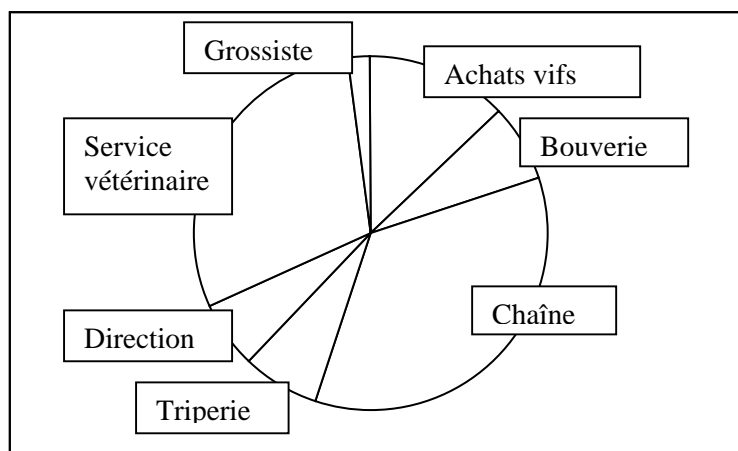 Grossiste
Achats vifs
Bouverie
Service
vétérinaire
Chaîne
Direction
Triperie